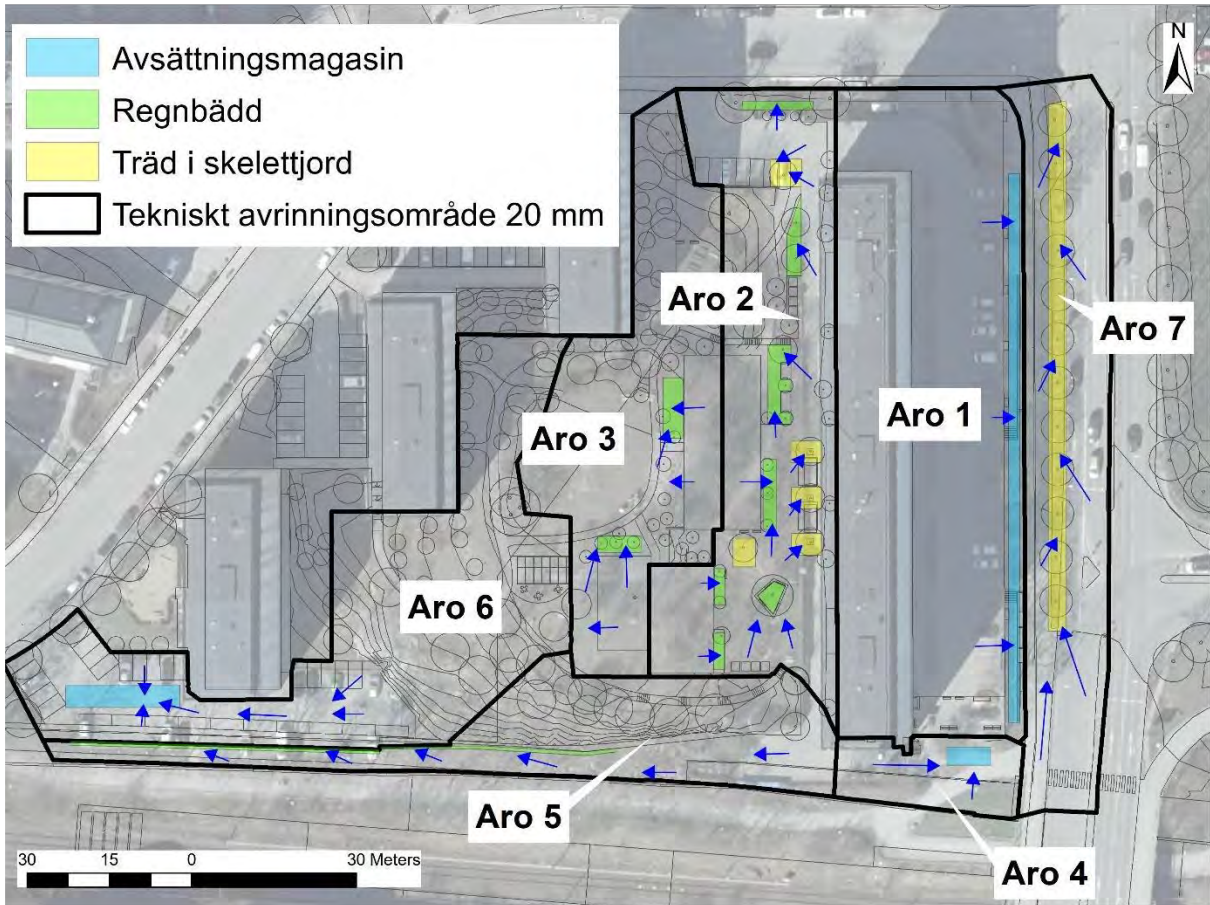 Avsättningsmagasin
Regnbädd
Träd i skelettjord
Tekniskt avrinningsområde 20 mm
N
Aro 2
Aro 7
Aro 1
Aro 3
Aro 6
Aro 5
Aro 4
30 15 0 30 Meters